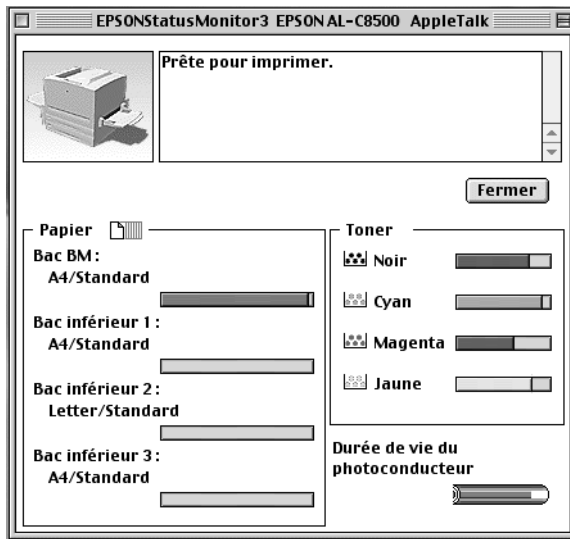 EPSONStatusMonitor3 EPSON AL-C8500 AppleTalk
Prête pour imprimer.
Fermer
Papier
Bac BM :
A4/Standard
Bac inférieur 1 :
A4/Standard
Bac inférieur 2 :
Letter/Standard
Bac inférieur 3 :
A4/Standard
Toner
Noir
Cyan
Magenta
Jaune
Durée de vie du
photoconducteur